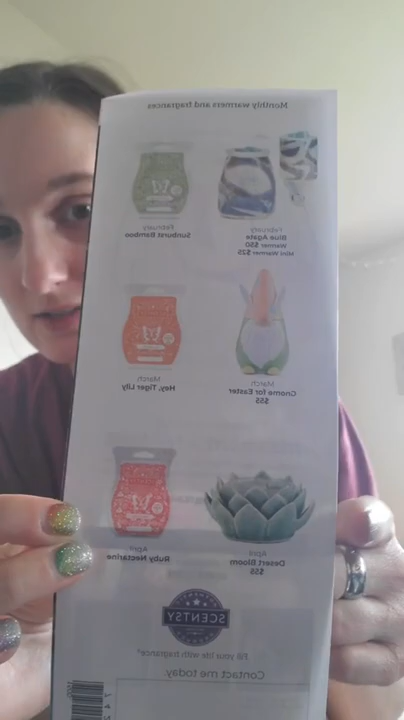 Monthly warmers and fragrances
February
Blue Agate
Warmer $50
Mini Warmer $25
February
Sunburst Bamboo
March
Gnome for Easter
$55
March
Hey, Tiger Lily
April
Desert Bloom
$55
April
Ruby Nectarine
SCENTSY
Fill your life with fragrance®
Contact me today.